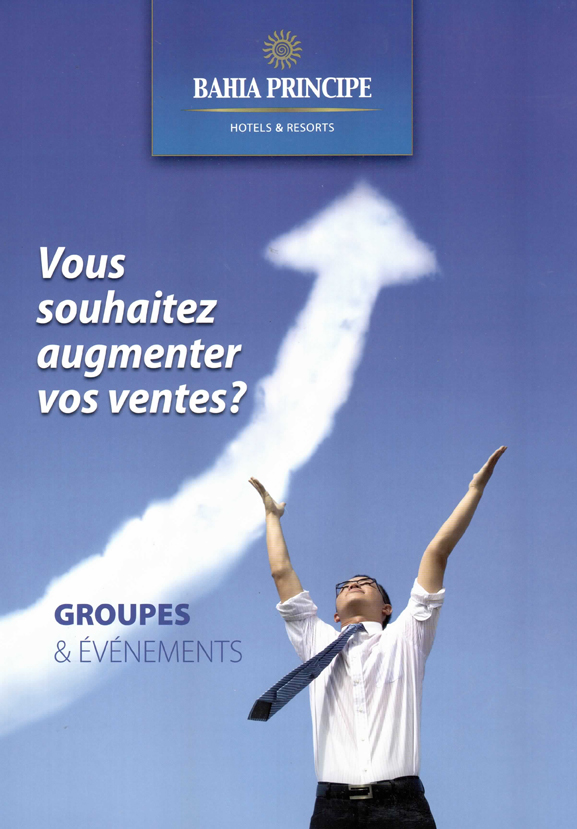 BAHIA PRINCIPE
HOTELS & RESORTS
Vous
souhaitez
augmenter
vos ventes?
GROUPES
& ÉVÉNEMENTS